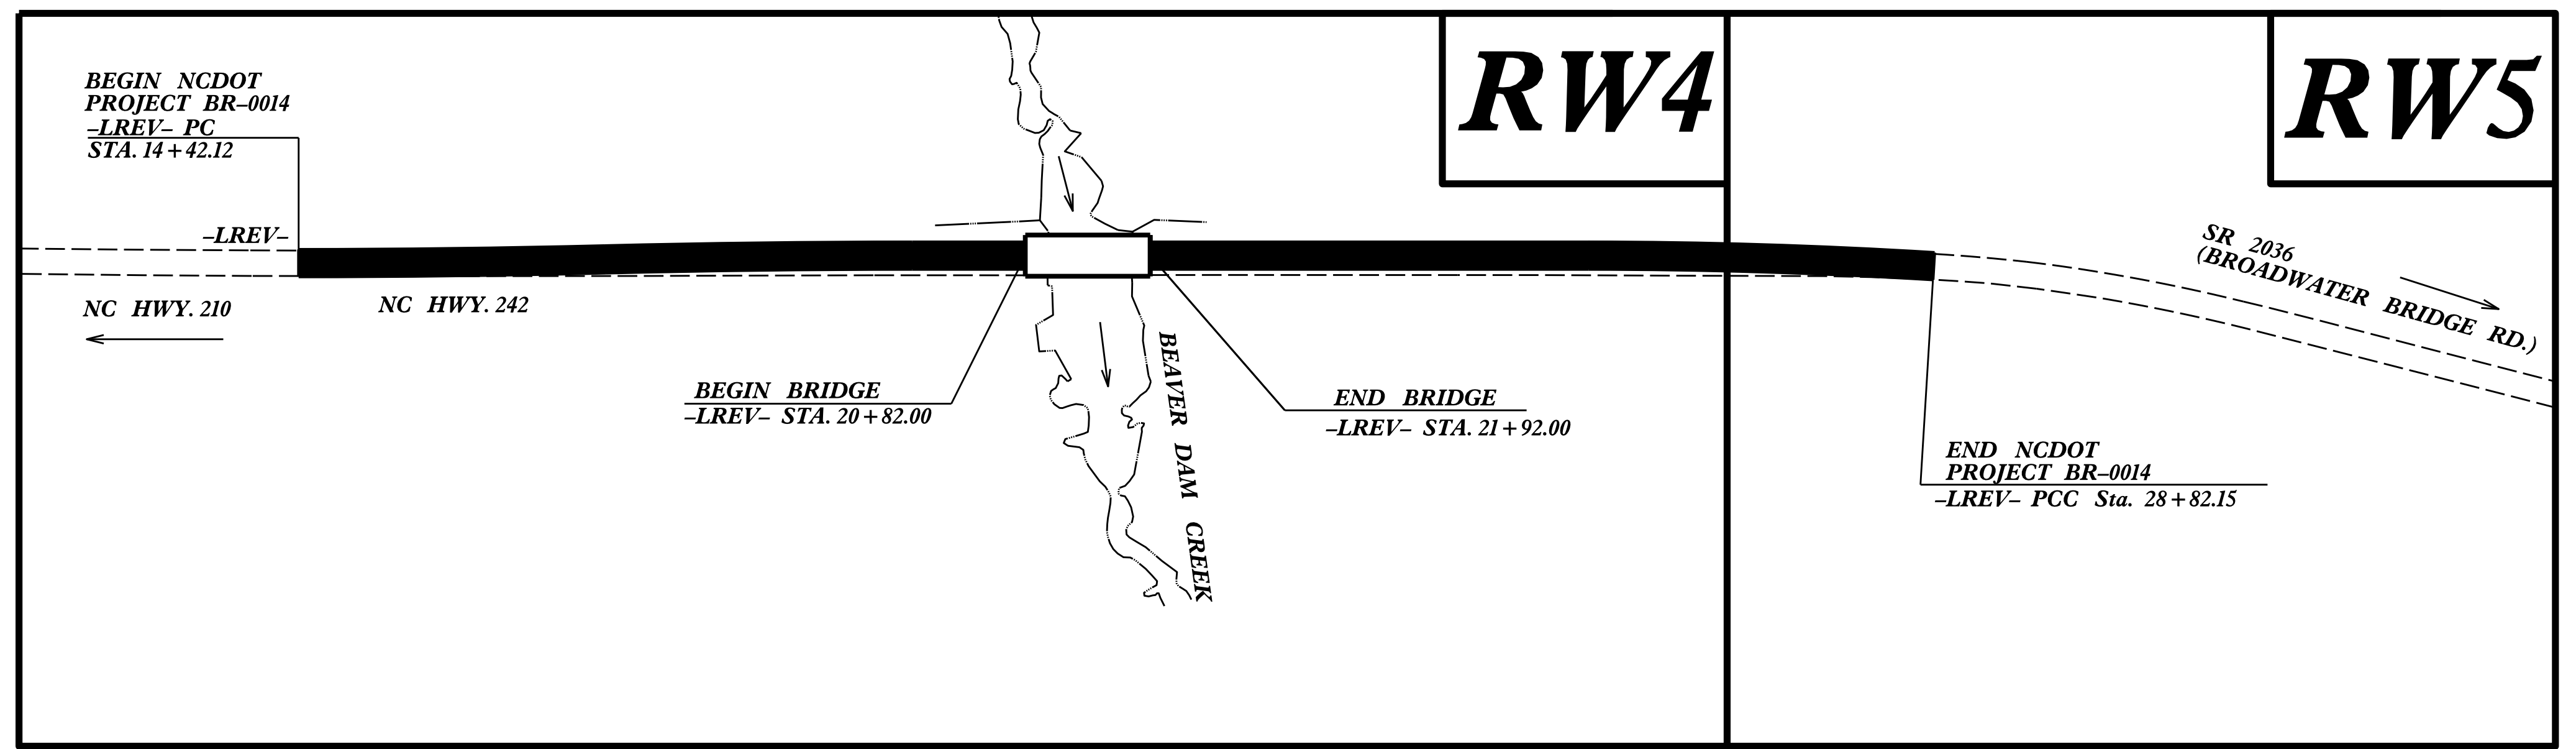 BEGIN NCDOT
PROJECT BR–0014
–LREV– PC
STA. 14+42.12
RW4
RW5
–LREV–
NC HWY. 210
NC HWY. 242
SR 2036
(BROADWATER BRIDGE RD.)
BEGIN BRIDGE
–LREV– STA. 20+82.00
BEAVER DAM CREEK
END BRIDGE
–LREV– STA. 21+92.00
END NCDOT
PROJECT BR–0014
–LREV– PCC Sta. 28+82.15